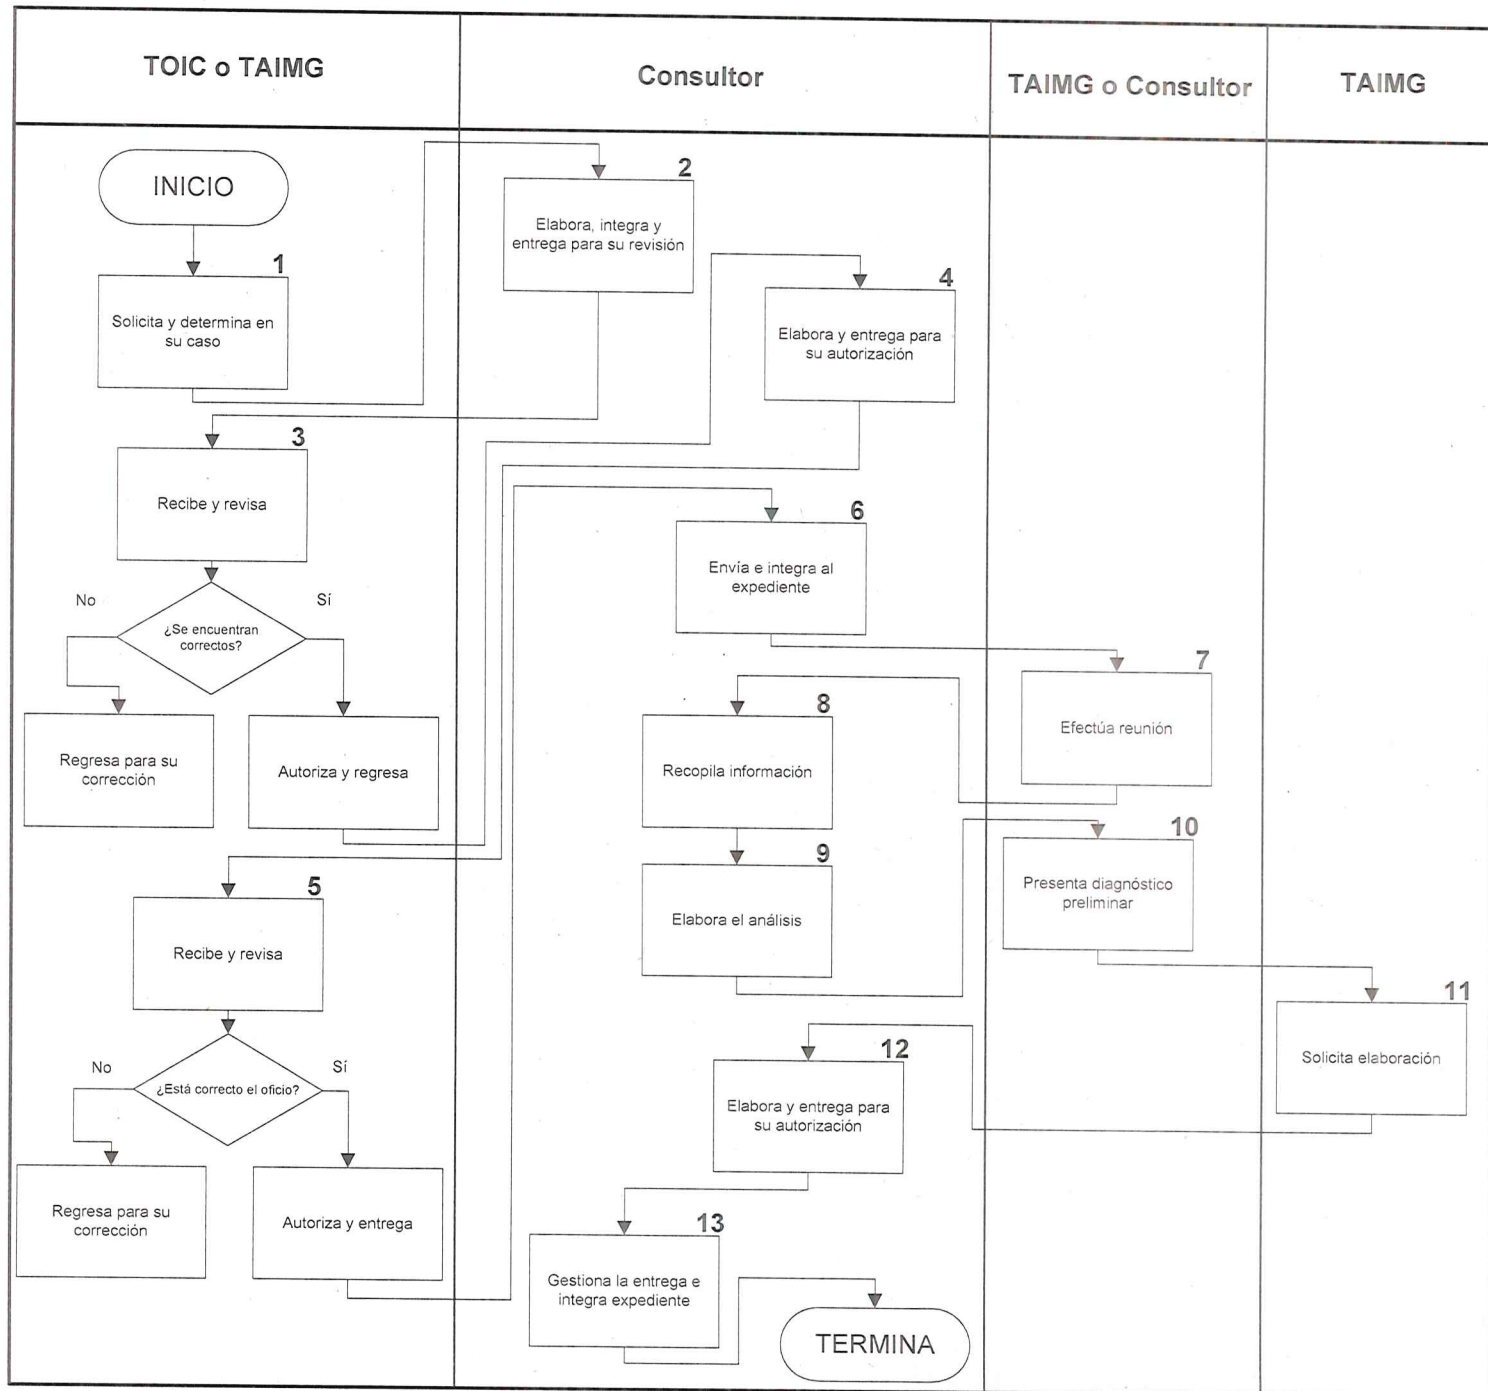 TOIC o TAIMG
Consultor
TAIMG o Consultor
TAIMG
INICIO
1
Solicita y determina en
su caso
2
Elabora, integra y
entrega para su revisión
3
Recibe y revisa
¿Se encuentran
correctos?
No
Sí
Regresa para su
corrección
Autoriza y regresa
4
Elabora y entrega para
su autorización
5
Recibe y revisa
¿Está correcto el oficio?
No
Sí
Regresa para su
corrección
Autoriza y entrega
6
Envía e integra al
expediente
7
Efectúa reunión
8
Recopila información
9
Elabora el análisis
10
Presenta diagnóstico
preliminar
11
Solicita elaboración
12
Elabora y entrega para
su autorización
13
Gestiona la entrega e
integra expediente
TERMINA